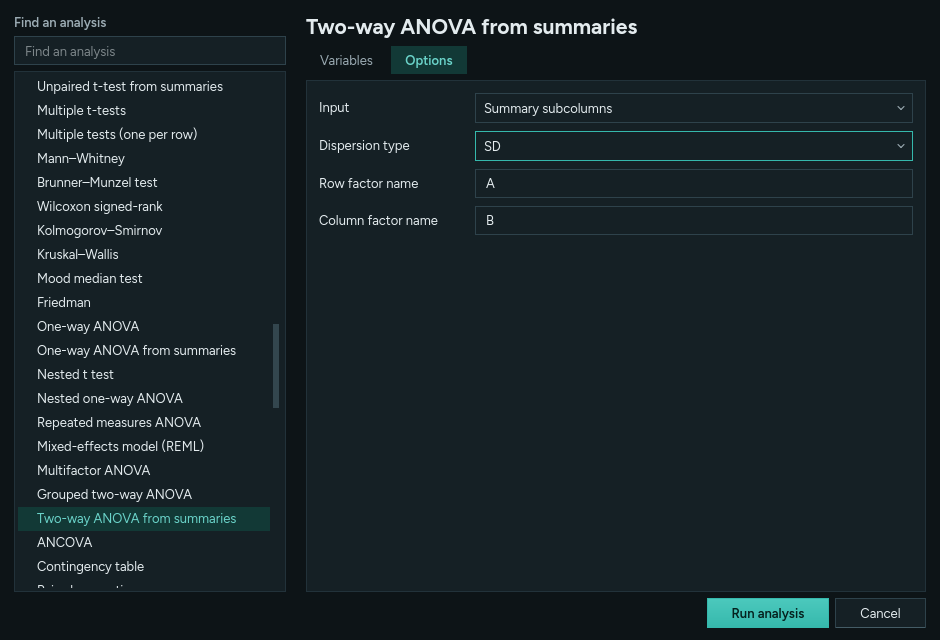 Find an analysis
Find an analysis
Unpaired t-test from summaries
Multiple t-tests
Multiple tests (one per row)
Mann–Whitney
Brunner–Munzel test
Wilcoxon signed-rank
Kolmogorov–Smirnov
Kruskal–Wallis
Mood median test
Friedman
One-way ANOVA
One-way ANOVA from summaries
Nested t test
Nested one-way ANOVA
Repeated measures ANOVA
Mixed-effects model (REML)
Multifactor ANOVA
Grouped two-way ANOVA
Two-way ANOVA from summaries
ANCOVA
Contingency table
Two-way ANOVA from summaries
Variables
Options
Input
Summary subcolumns
Dispersion type
SD
Row factor name
A
Column factor name
B
Run analysis
Cancel